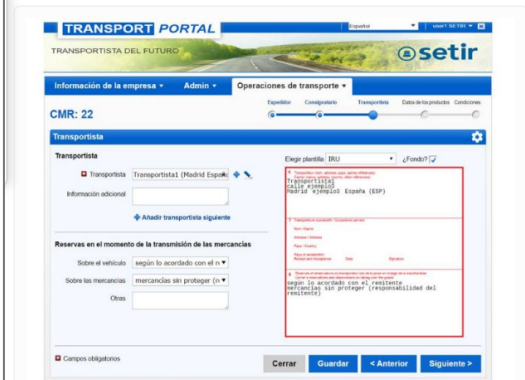 TRANSPORT PORTAL
Español
user1 SETIR
TRANSPORTISTA DEL FUTURO
setir
Información de la empresa
Admin
Operaciones de transporte
CMR: 22
Expedidor
Consignatario
Transportista
Datos de los productos
Condiciones
Transportista
Transportista
Transportista
Transportista1 (Madrid Españ
Información adicional
Añadir transportista siguiente
Reservas en el momento de la transmisión de las mercancías
Sobre el vehículo
según lo acordado con el n
Sobre las mercancías
mercancías sin proteger (n
Otras
Elegir plantilla
IRU
¿Fondo?
Transportista1
calle ejemplo3
Madrid ejemplo3 España (ESP)
según lo acordado con el remitente
mercancías sin proteger (responsabilidad del
remitente)
Campos obligatorios
Cerrar
Guardar
< Anterior
Siguiente >